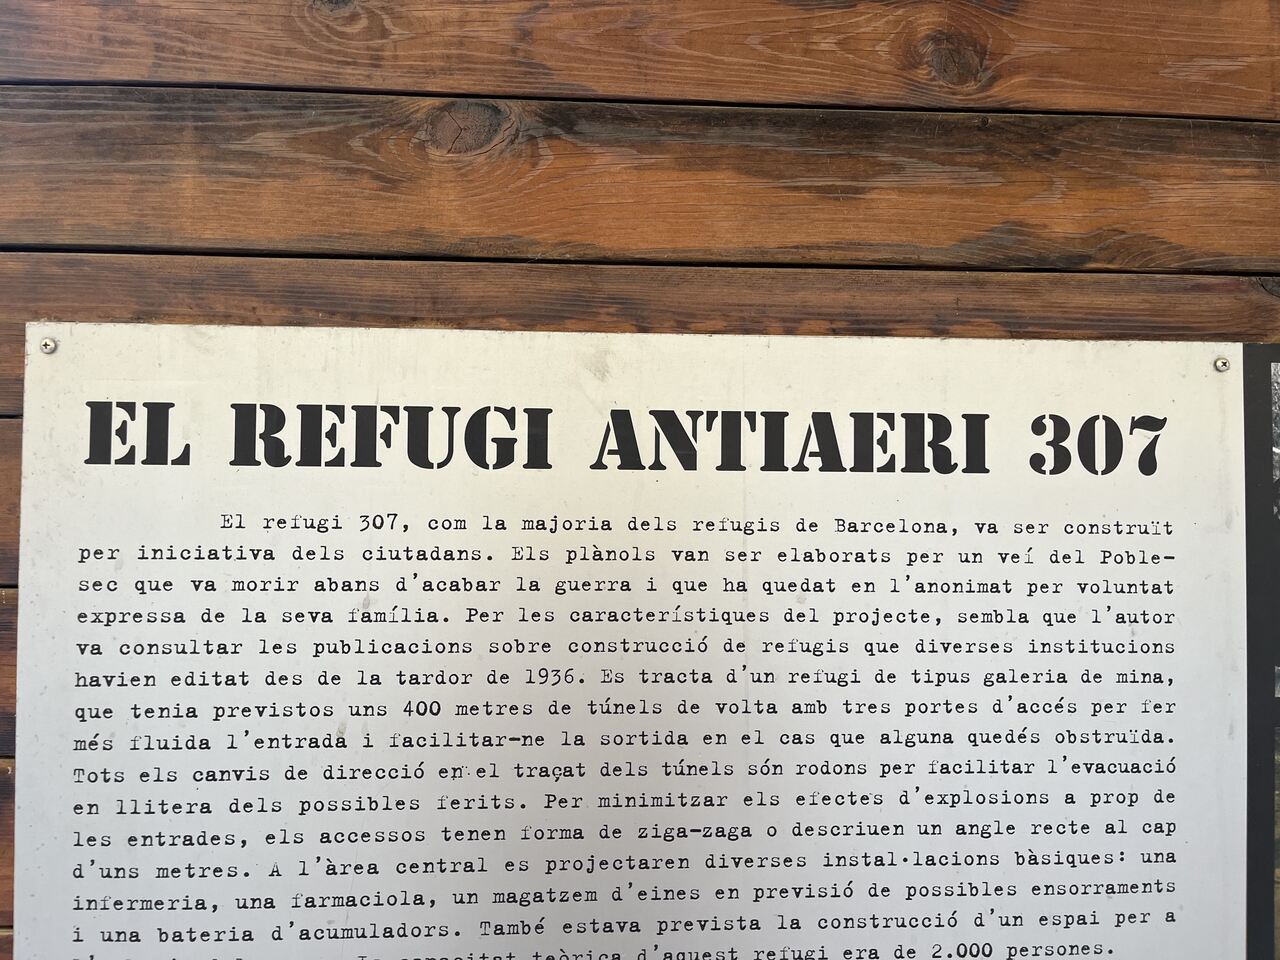 EL REFUGI ANTIAERI 307
El refugi 307, com la majoria dels refugis de Barcelona, va ser construït
per iniciativa dels ciutadans. Els plànols van ser elaborats per un veí del Poble-
sec que va morir abans d'acabar la guerra i que ha quedat en l'anonimat per voluntat
expressa de la seva família. Per les característiques del projecte, sembla que l'autor
va consultar les publicacions sobre construcció de refugis que diverses institucions
havien editat des de la tardor de 1936. Es tracta d'un refugi de tipus galeria de mina,
que tenia previstos uns 400 metres de túnels de volta amb tres portes d'accés per fer
més fluida l'entrada i facilitar-ne la sortida en el cas que alguna quedés obstruïda.
Tots els canvis de direcció en el traçat dels túnels són rodons per facilitar l'evacuació
en llitera dels possibles ferits. Per minimitzar els efectes d'explosions a prop de
les entrades, els accessos tenen forma de ziga-zaga o descriuen un angle recte al cap
d'uns metres. A l'àrea central es projectaren diverses instal·lacions bàsiques: una
infermeria, una farmaciola, un magatzem d'eines en previsió de possibles ensorraments
i una bateria d'acumuladors. També estava prevista la construcció d'un espai per a
capacitat teòrica d'aquest refugi era de 2.000 persones.